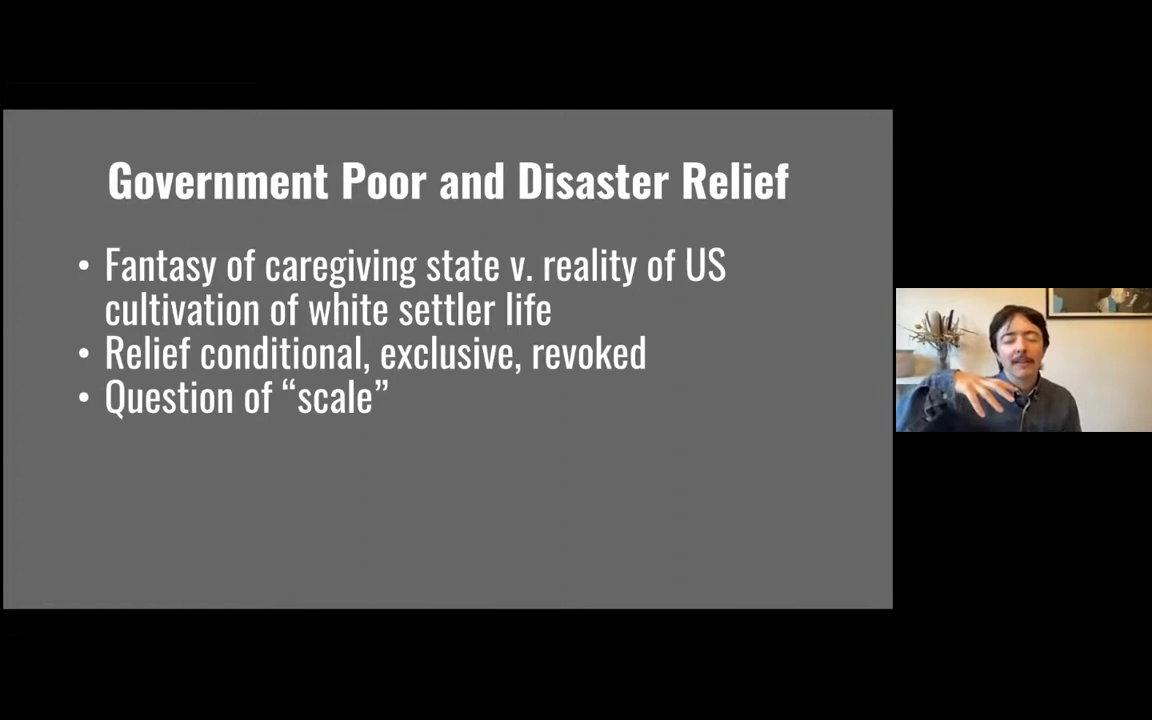 Government Poor and Disaster Relief
• Fantasy of caregiving state v. reality of US
cultivation of white settler life
• Relief conditional, exclusive, revoked
• Question of “scale”